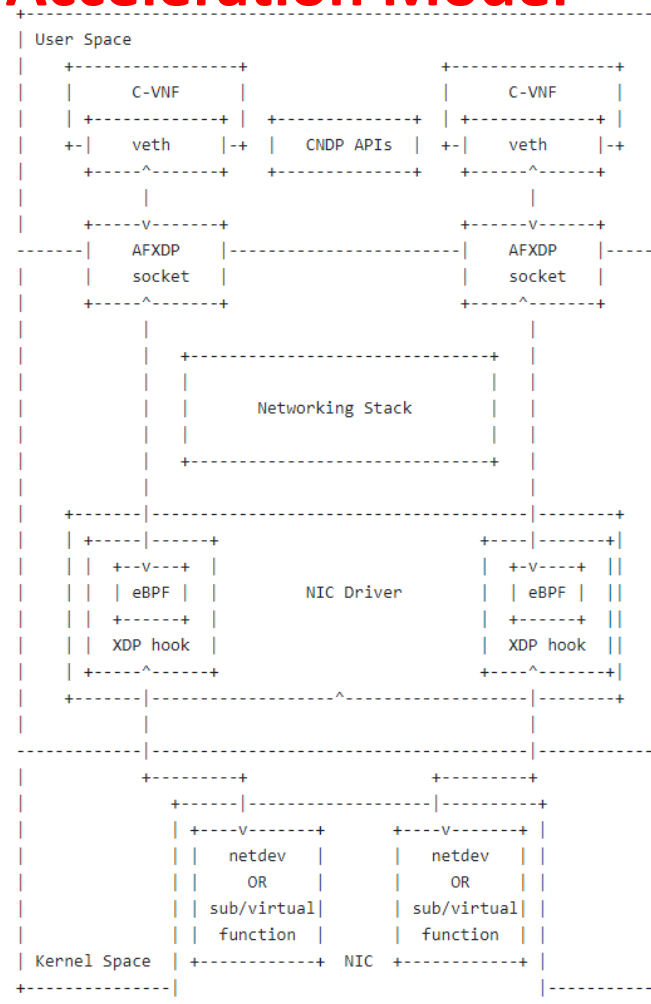 Acceleration Model
User Space
C-VNF C-VNF
veth CNDP APIs veth
AFXDP AFXDP
socket socket
Networking Stack
eBPF NIC Driver eBPF
XDP hook XDP hook
netdev netdev
OR OR
sub/virtual sub/virtual
function function
Kernel Space NIC